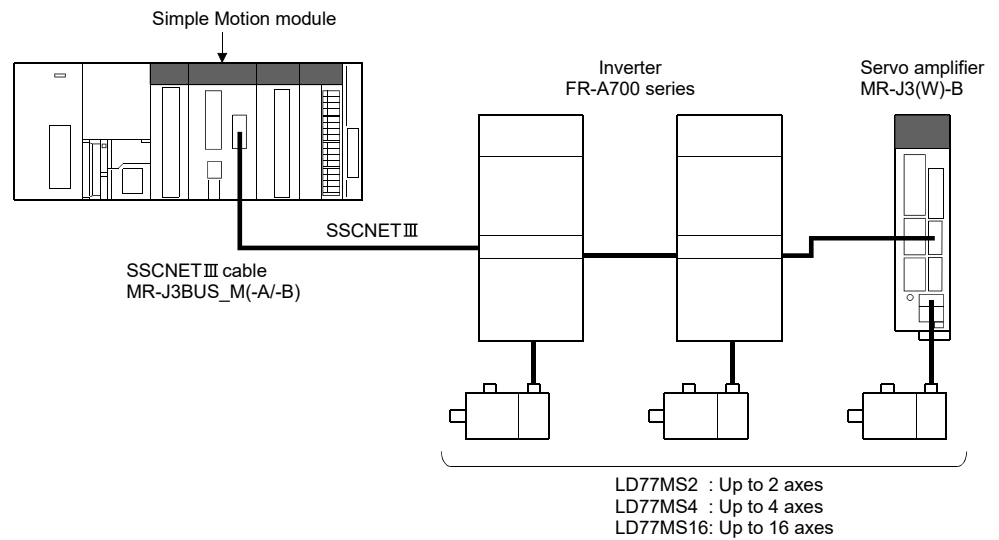 Simple Motion module
Inverter
FR-A700 series
Servo amplifier
MR-J3(W)-B
SSCNETⅢ
SSCNETⅢ cable
MR-J3BUS_M(-A/-B)
LD77MS2 : Up to 2 axes
LD77MS4 : Up to 4 axes
LD77MS16: Up to 16 axes